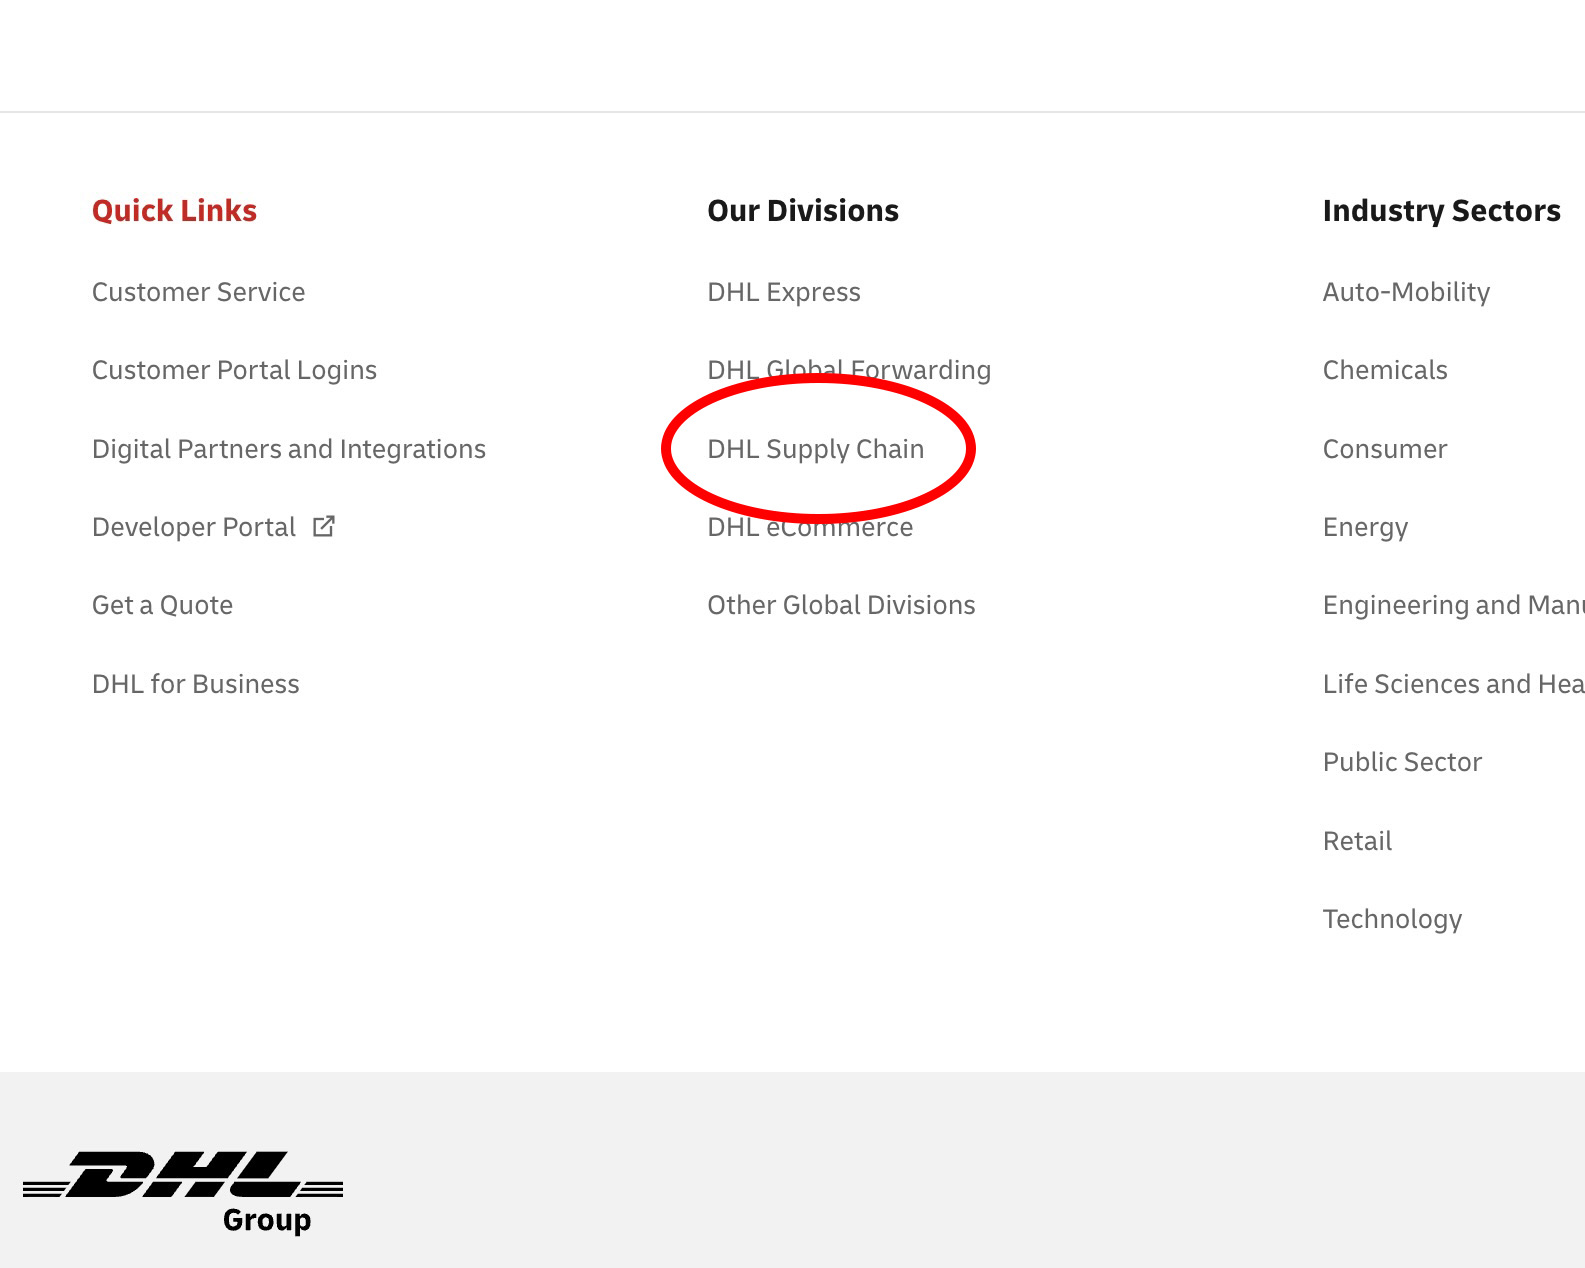 Quick Links
Customer Service
Customer Portal Logins
Digital Partners and Integrations
Developer Portal
Get a Quote
DHL for Business
Our Divisions
DHL Express
DHL Global Forwarding
DHL Supply Chain
DHL eCommerce
Other Global Divisions
Industry Sectors
Auto-Mobility
Chemicals
Consumer
Energy
Engineering and Manu
Life Sciences and Hea
Public Sector
Retail
Technology
DHL
Group